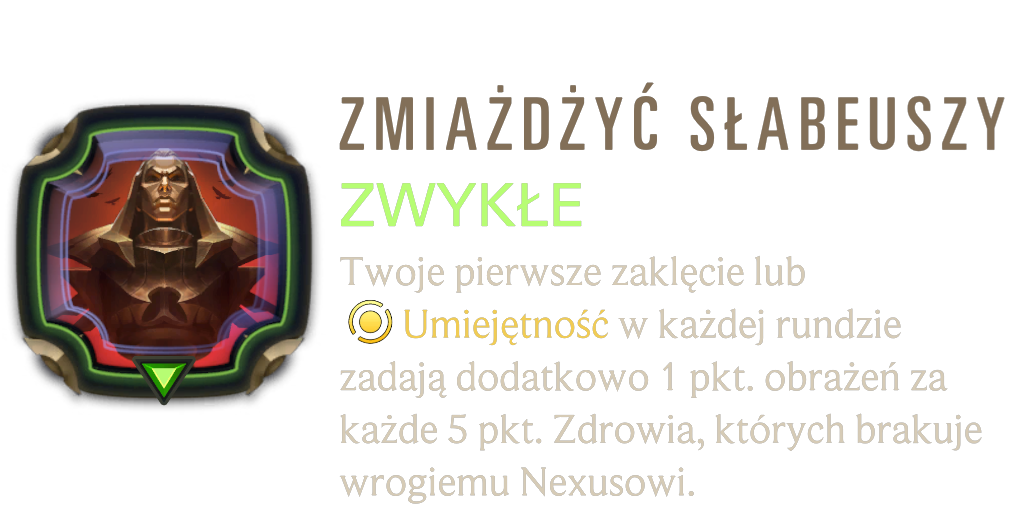 ZMIAŻDŻYĆ SŁABEUSZY
ZWYKŁE
Twoje pierwsze zaklęcie lub
Umiejętność w każdej rundzie
zadają dodatkowo 1 pkt. obrażeń za
każde 5 pkt. Zdrowia, których brakuje
wrogiemu Nexusowi.